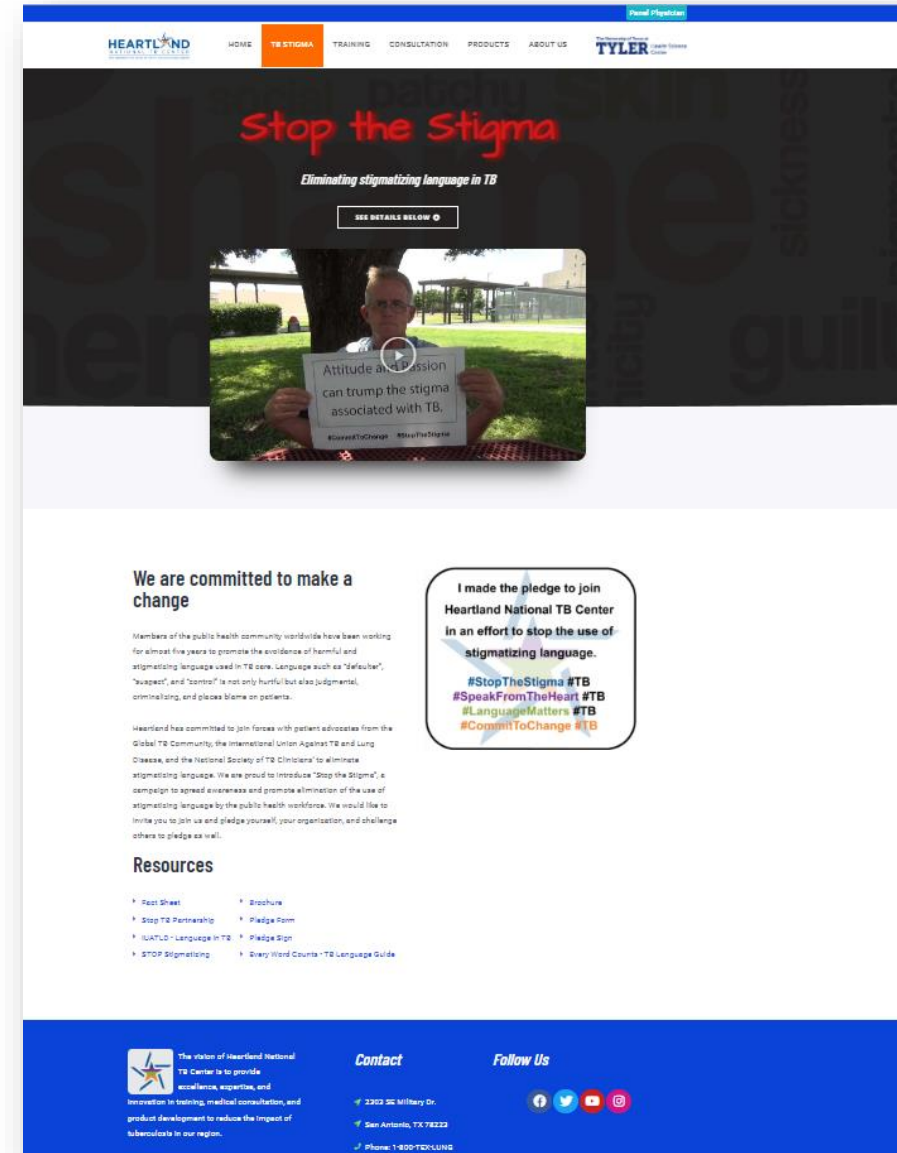 Panel Physician
HEARTLAND
NATIONAL TB CENTER
HOME
TB STIGMA
TRAINING
CONSULTATION
PRODUCTS
ABOUT US
The University of Texas at
TYLER Health Science
Center
social
patchy
skin
shame
sickness
guilt
Stop the Stigma
Eliminating stigmatizing language in TB
SEE DETAILS BELOW
Attitude and Passion
can trump the stigma
associated with TB.
#CommitToChange #StopTheStigma
We are committed to make a
change
Members of the public health community worldwide have been working
for almost five years to promote the avoidance of harmful and
stigmatizing language used in TB care. Language such as "defaulter",
"suspect", and "control" is not only hurtful but also judgmental,
criminalizing, and places blame on patients.
Heartland has committed to join forces with patient advocates from the
Global TB Community, the International Union Against TB and Lung
Disease, and the National Society of TB Clinicians' to eliminate
stigmatizing language. We are proud to introduce "Stop the Stigma", a
campaign to spread awareness and promote elimination of the use of
stigmatizing language by the public health workforce. We would like to
invite you to join us and pledge yourself, your organization, and challenge
others to pledge as well.
I made the pledge to join
Heartland National TB Center
in an effort to stop the use of
stigmatizing language.
#StopTheStigma #TB
#SpeakFromTheHeart #TB
#LanguageMatters #TB
#CommitToChange #TB
Resources
Fact Sheet
Stop TB Partnership
IUATLD - Language in TB
STOP Stigmatizing
Brochure
Pledge Form
Pledge Sign
Every Word Counts - TB Language Guide
The vision of Heartland National
TB Center is to provide
excellence, expertise, and
innovation in training, medical consultation, and
product development to reduce the impact of
tuberculosis in our region.
Contact
2303 SE Military Dr.
San Antonio, TX 78223
Phone: 1-800-TEX-LUNG
Follow Us